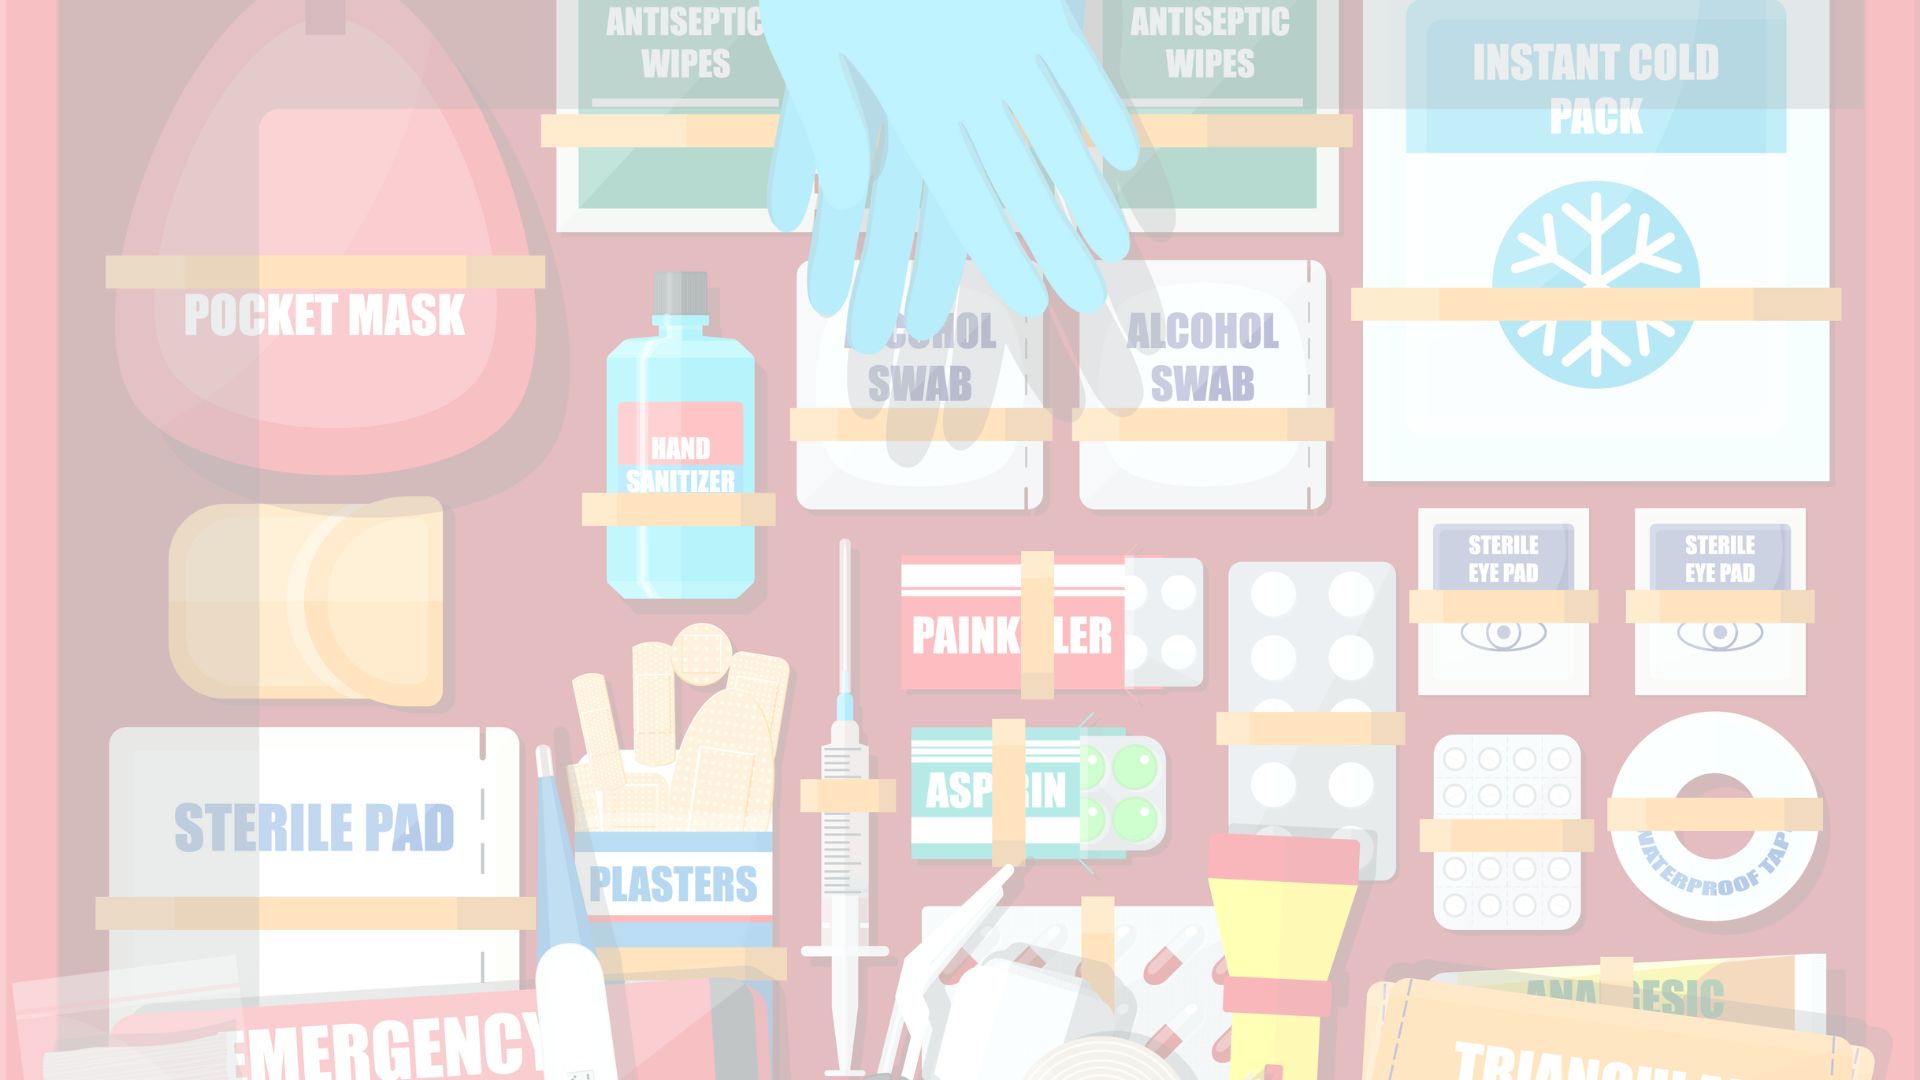 ANTISEPTIC
WIPES
ANTISEPTIC
WIPES
INSTANT COLD
PACK
POCKET MASK
HAND
SANITIZER
SWAB
ALCOHOL
SWAB
STERILE
EYE PAD
STERILE
EYE PAD
STERILE PAD
PLASTERS
WATERPROOF TAP
EMERGENCY